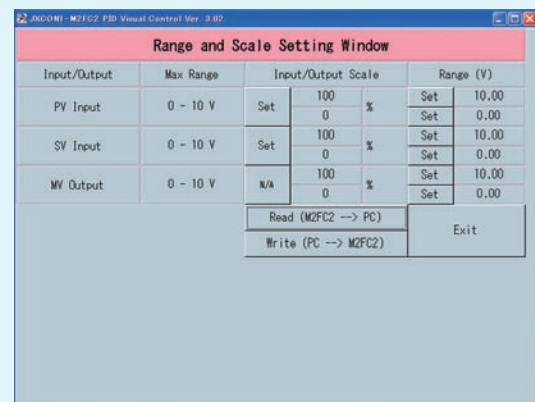 JXCON1-M2FC2 PID Visual Control Ver. 3.02
Range and Scale Setting Window
Input/Output Max Range Input/Output Scale Range (V)
PV Input 0 - 10 V Set 100 % Set 10.00
0 Set 0.00
SV Input 0 - 10 V Set 100 % Set 10.00
0 Set 0.00
MV Output 0 - 10 V N/A 100 % Set 10.00
0 Set 0.00
Read (M2FC2 --> PC) Exit
Write (PC --> M2FC2)